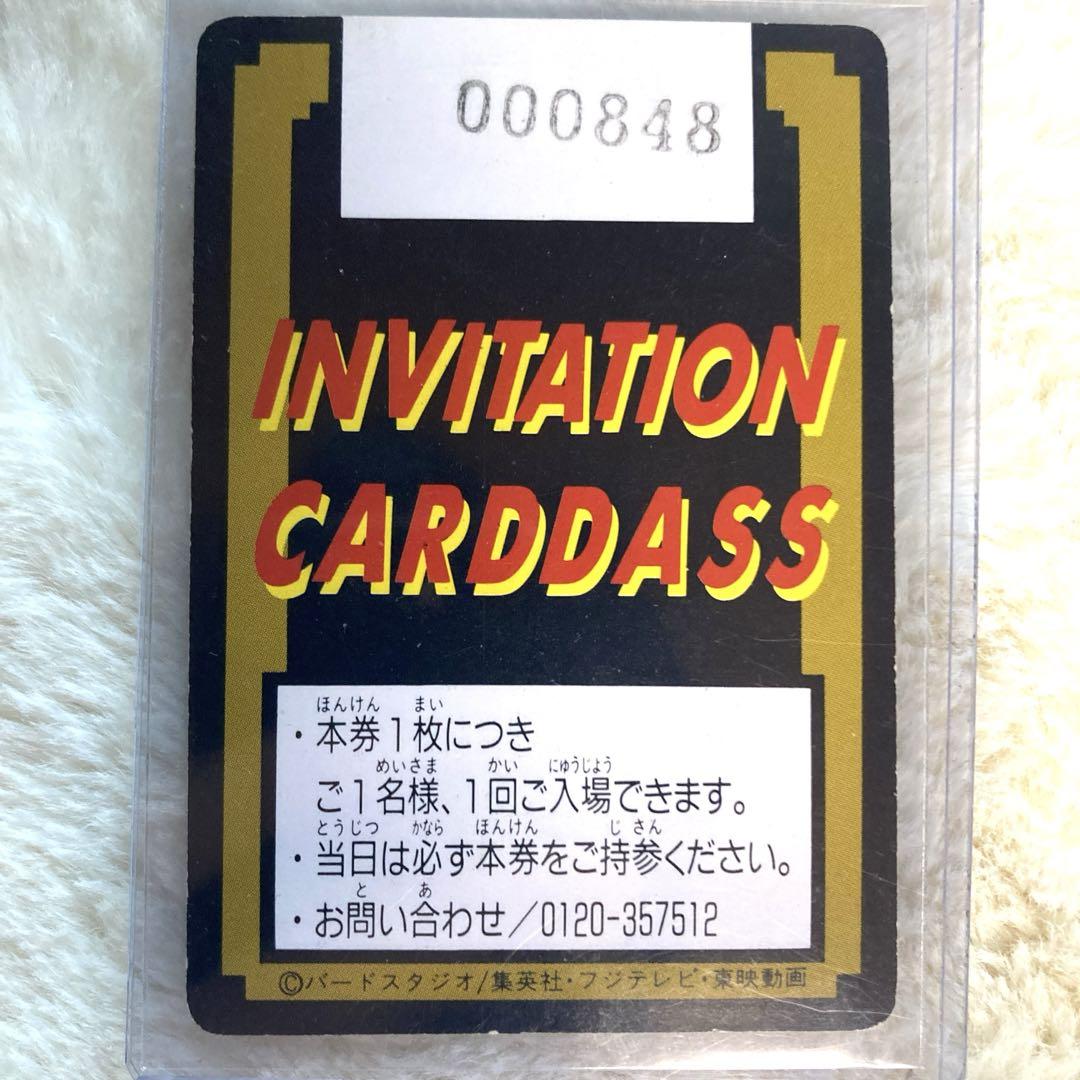 000848
INVITATION
CARDDASS
ほんけん まい
・本券1枚につき
めいさま かい にゅうじょう
ご1名様、1回ご入場できます。
とうじつ かなら ほんけん じ さん
・当日は必ず本券をご持参ください。
と あ
・お問い合わせ／0120-357512
©バードスタジオ/集英社・フジテレビ・東映動画